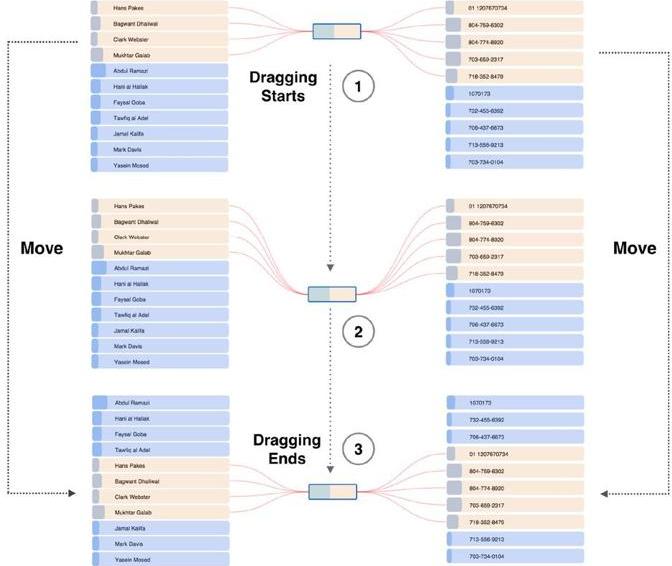 Hans Pakes
Bagwant Dhaliwal
Clark Webster
Mukhtar Galab
Abdul Ramazi
Hani al Hallak
Faysal Goba
Tawfiq al Adel
Jamal Kalifa
Mark Davis
Yasein Mosed
01 1207670734
804-759-6302
804-774-8920
703-659-2317
718-352-8479
1070173
732-455-6392
706-437-6673
713-556-9213
703-734-0104
Dragging
Starts
1
Hans Pakes
Bagwant Dhaliwal
Clark Webster
Mukhtar Galab
Abdul Ramazi
Hani al Hallak
Faysal Goba
Tawfiq al Adel
Jamal Kalifa
Mark Davis
Yasein Mosed
01 1207670734
804-759-6302
804-774-8920
703-659-2317
718-352-8479
1070173
732-455-6392
706-437-6673
713-556-9213
703-734-0104
Move
Move
2
Abdul Ramazi
Hani al Hallak
Faysal Goba
Tawfiq al Adel
Hans Pakes
Bagwant Dhaliwal
Clark Webster
Mukhtar Galab
Jamal Kalifa
Mark Davis
Yasein Mosed
Dragging
Ends
3
1070173
732-455-6392
706-437-6673
01 1207670734
804-759-6302
804-774-8920
703-659-2317
718-352-8479
713-556-9213
703-734-0104